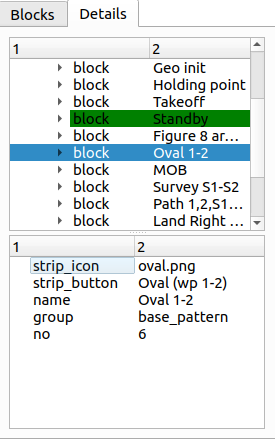 Blocks Details
1 2
block Geo init
block Holding point
block Takeoff
block Standby
block Figure 8 ar...
block Oval 1-2
block MOB
block Survey S1-S2
block Path 1,2,S1...
block Land Right ...
1 2
strip_icon oval.png
strip_button Oval (wp 1-2)
name Oval 1-2
group base_pattern
no 6